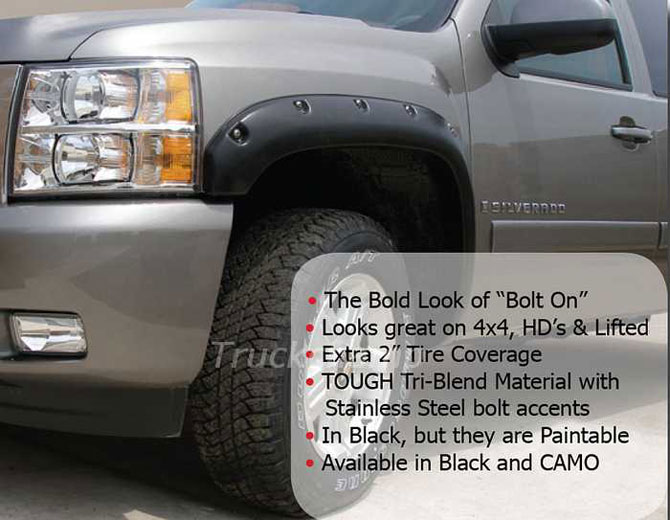 SILVERADO
• The Bold Look of “Bolt On”
• Looks great on 4x4, HD’s & Lifted
• Extra 2” Tire Coverage
• TOUGH Tri-Blend Material with
Stainless Steel bolt accents
• In Black, but they are Paintable
• Available in Black and CAMO
Truck
A/T